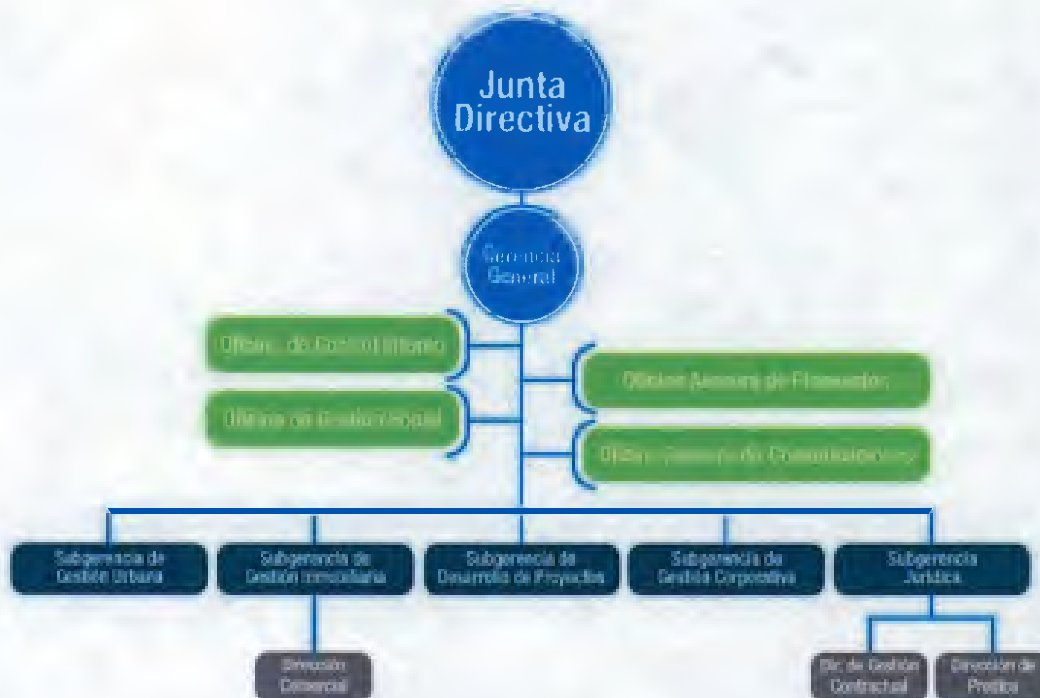 Junta
Directiva
Gerencia
General
Oficina de Control Interno
Oficina de Gestión Social
Oficina Asesora de Planeación
Oficina Asesora de Comunicaciones
Subgerencia de
Gestión Urbana
Subgerencia de
Gestión Inmobiliaria
Subgerencia de
Desarrollo de Proyectos
Subgerencia de
Gestión Corporativa
Subgerencia
Jurídica
Dirección
Comercial
Dir. de Gestión
Contractual
Dirección de
Predios